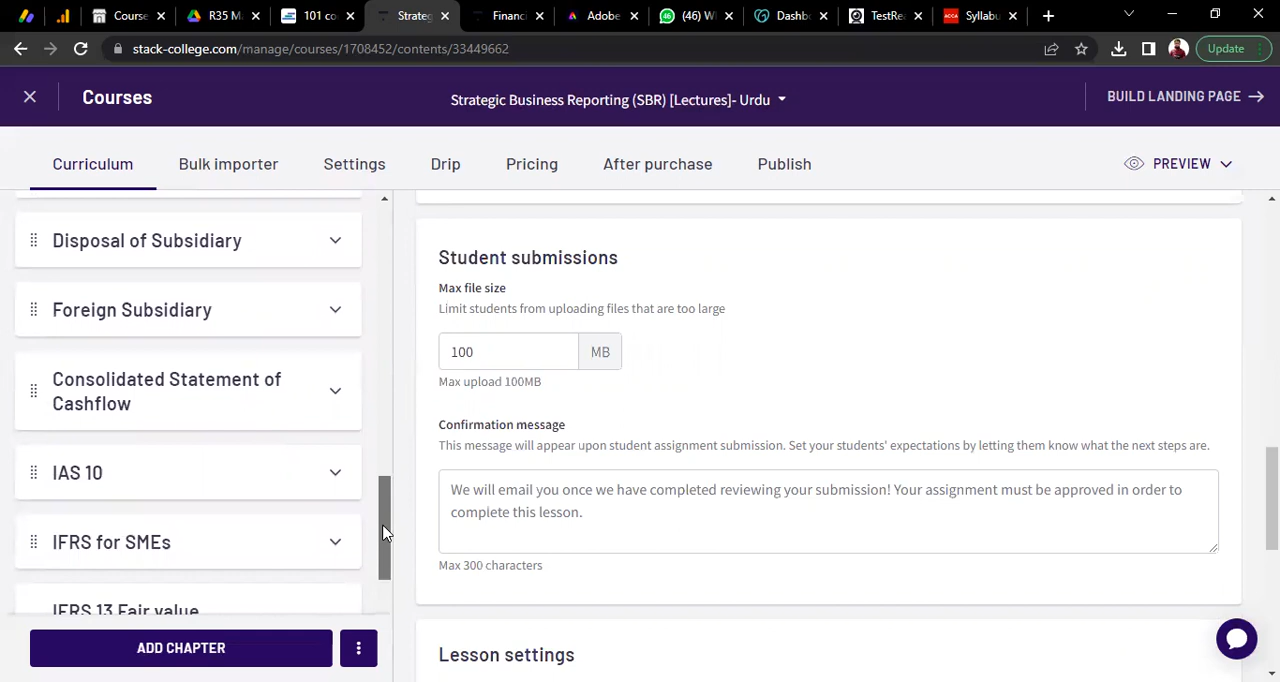 Course
R35 M
101 co
Strateg
Financi
Adobe
(46) W
Dashb
TestRea
ACCA
Syllabu
stack-college.com/manage/courses/1708452/contents/33449662
Update
Courses
Strategic Business Reporting (SBR) [Lectures]- Urdu
BUILD LANDING PAGE
Curriculum
Bulk importer
Settings
Drip
Pricing
After purchase
Publish
PREVIEW
Disposal of Subsidiary
Foreign Subsidiary
Consolidated Statement of
Cashflow
IAS 10
IFRS for SMEs
IFRS 13 Fair value
ADD CHAPTER
Student submissions
Max file size
Limit students from uploading files that are too large
100
MB
Max upload 100MB
Confirmation message
This message will appear upon student assignment submission. Set your students' expectations by letting them know what the next steps are.
We will email you once we have completed reviewing your submission! Your assignment must be approved in order to
complete this lesson.
Max 300 characters
Lesson settings